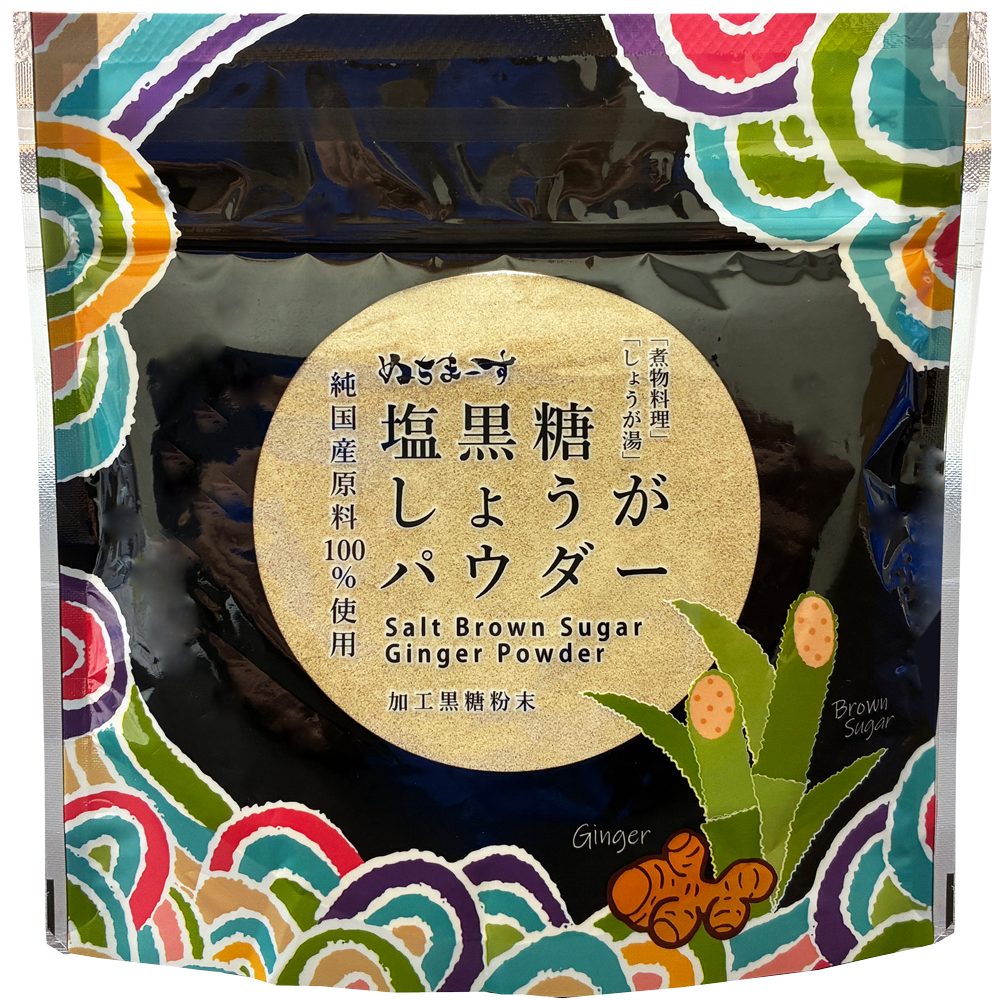 「煮物料理」
「しょうが湯」
ぬちまーす
塩黒糖
しょうが
パウダー
純国産原料100%使用
Salt Brown Sugar
Ginger Powder
加工黒糖粉末
Brown
Sugar
Ginger